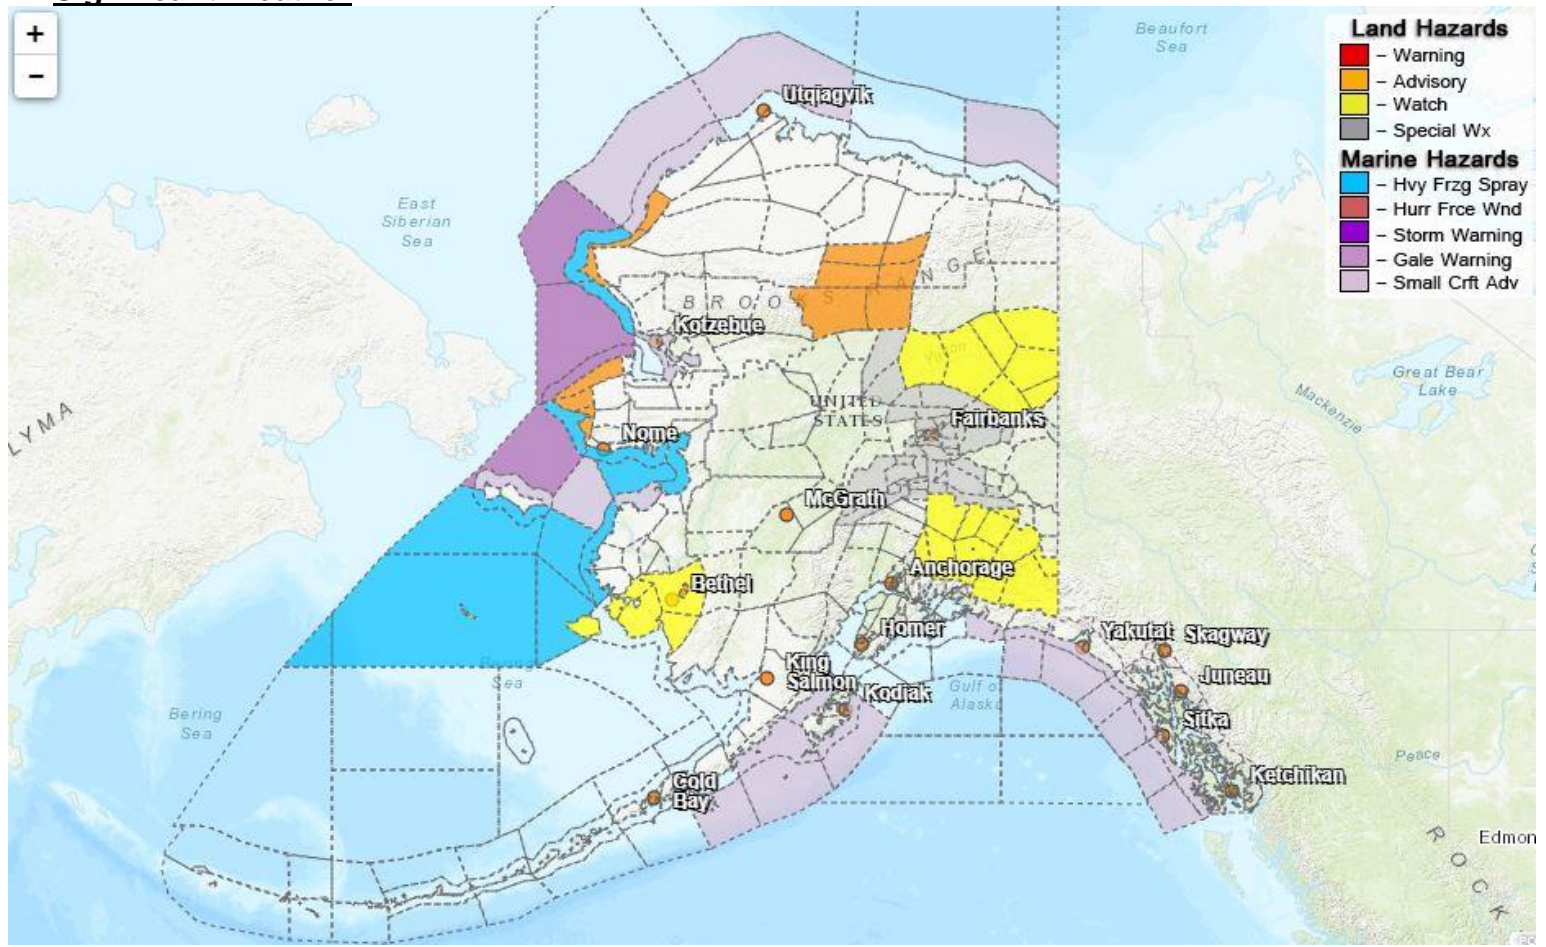 +
−
Land Hazards
– Warning
– Advisory
– Watch
– Special Wx
Marine Hazards
– Hvy Frzg Spray
– Hurr Frce Wnd
– Storm Warning
– Gale Warning
– Small Crft Adv
Beaufort
Sea
Utqiagvik
East
Siberian
Sea
BROOKS RANGE
Kotzebue
Yukon
Great Bear
Lake
Mackenzie
LYMA
UNITED
STATES
Fairbanks
Nome
McGrath
Anchorage
Bethel
Homer
Yakutat
Skagway
King
Salmon
Kodiak
Juneau
Bering
Sea
Gulf of
Alaska
Bering
Sea
Sitka
Peace
Ketchikan
Cold
Bay
Edmon
ROCK